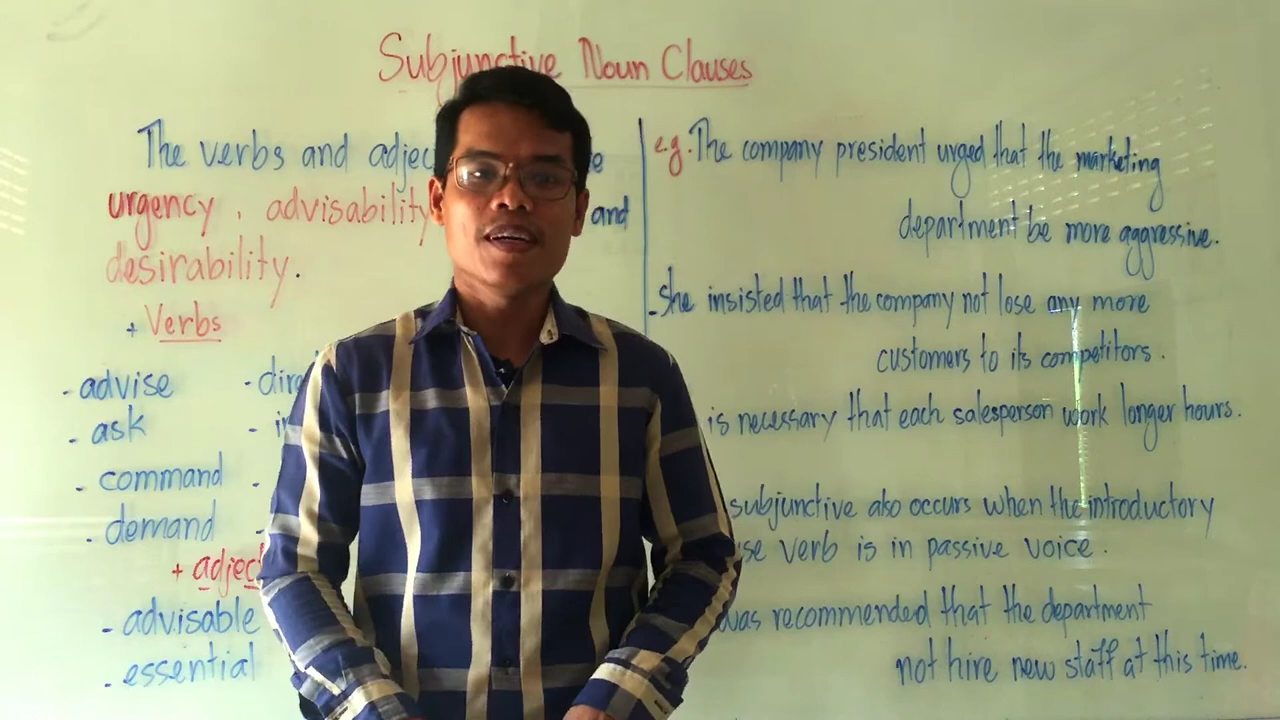 Subjunctive Noun Clauses
The verbs and
urgency, advisability and
desirability.
+ Verbs
- advise
- ask
- command
- demand
- advisable
- essential
e.g. The company president urged that the marketing
department be more aggressive.
- She insisted that the company not lose any more
customers to its competitors.
is necessary that each salesperson work longer hours.
subjunctive also occurs when the introductory
verb is in passive voice.
was recommended that the department
not hire new staff at this time.